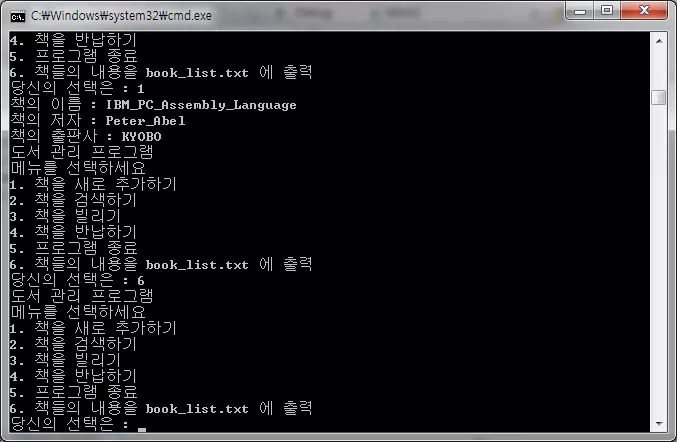 C:₩Windows₩system32₩cmd.exe
4. 책을 반납하기
5. 프로그램 종료
6. 책들의 내용을 book_list.txt 에 출력
당신의 선택은 : 1
책의 이름 : IBM_PC_Assembly_Language
책의 저자 : Peter_Abel
책의 출판사 : KYOBO
도서 관리 프로그램
메뉴를 선택하세요
1. 책을 새로 추가하기
2. 책을 검색하기
3. 책을 빌리기
4. 책을 반납하기
5. 프로그램 종료
6. 책들의 내용을 book_list.txt 에 출력
당신의 선택은 : 6
도서 관리 프로그램
메뉴를 선택하세요
1. 책을 새로 추가하기
2. 책을 검색하기
3. 책을 빌리기
4. 책을 반납하기
5. 프로그램 종료
6. 책들의 내용을 book_list.txt 에 출력
당신의 선택은 : _